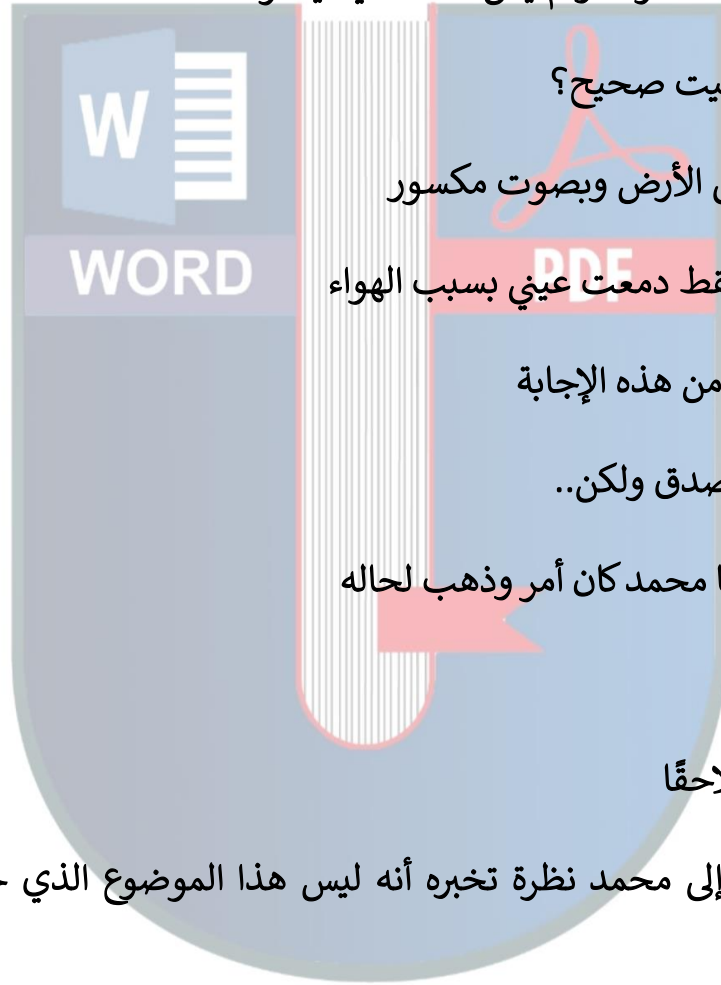 صحيح؟
الأرض وبصوت مكسور
دمعت عيني بسبب الهواء
من هذه الإجابة
ولكن..
محمد كان أمر وذهب لحاله
إلى محمد نظرة تخبره أنه ليس هذا الموضوع الذي
W
WORD
PDF